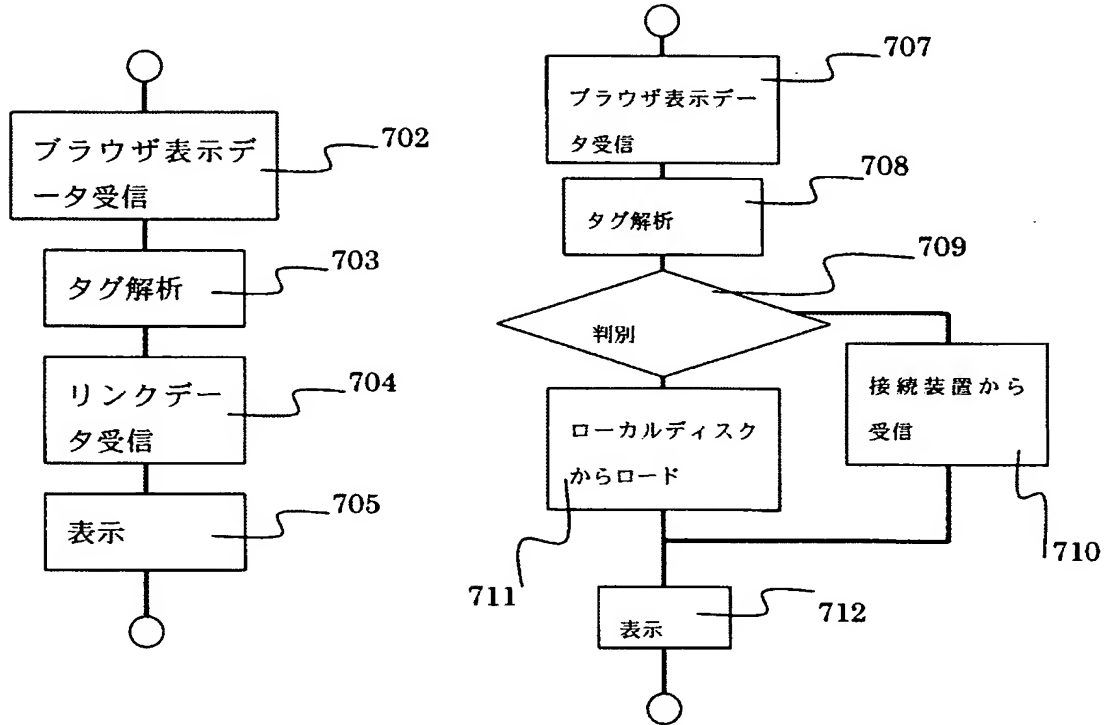 ブラウザ表示デ
ータ受信
702
タグ解析
703
リンクデー
タ受信
704
表示
705
ブラウザ表示デー
タ受信
707
タグ解析
708
判別
709
接続装置から
受信
710
ローカルディスク
からロード
711
表示
712